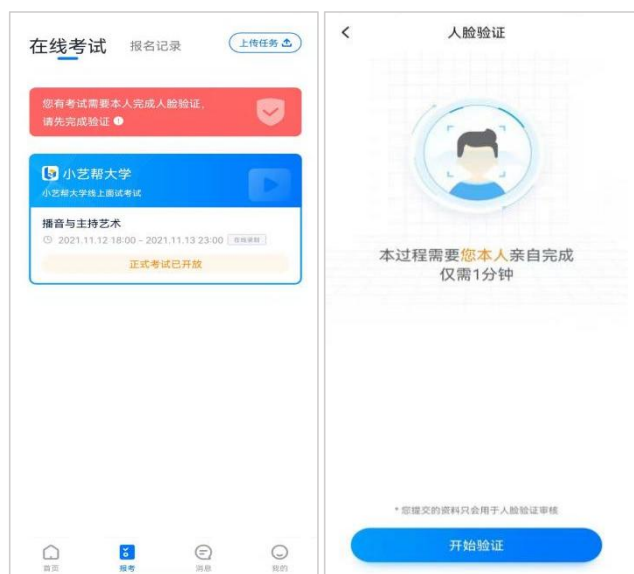 在线考试
报名记录
上传任务
您有考试需要本人完成人脸验证,
请先完成验证
小艺帮大学
小艺帮大学线上面试考试
播音与主持艺术
2021.11.12 18:00 - 2021.11.13 23:00
正式考试已开放
首页
报考
消息
我的
人脸验证
本过程需要您本人亲自完成
仅需1分钟
*您提交的资料只会用于人脸验证审核
开始验证